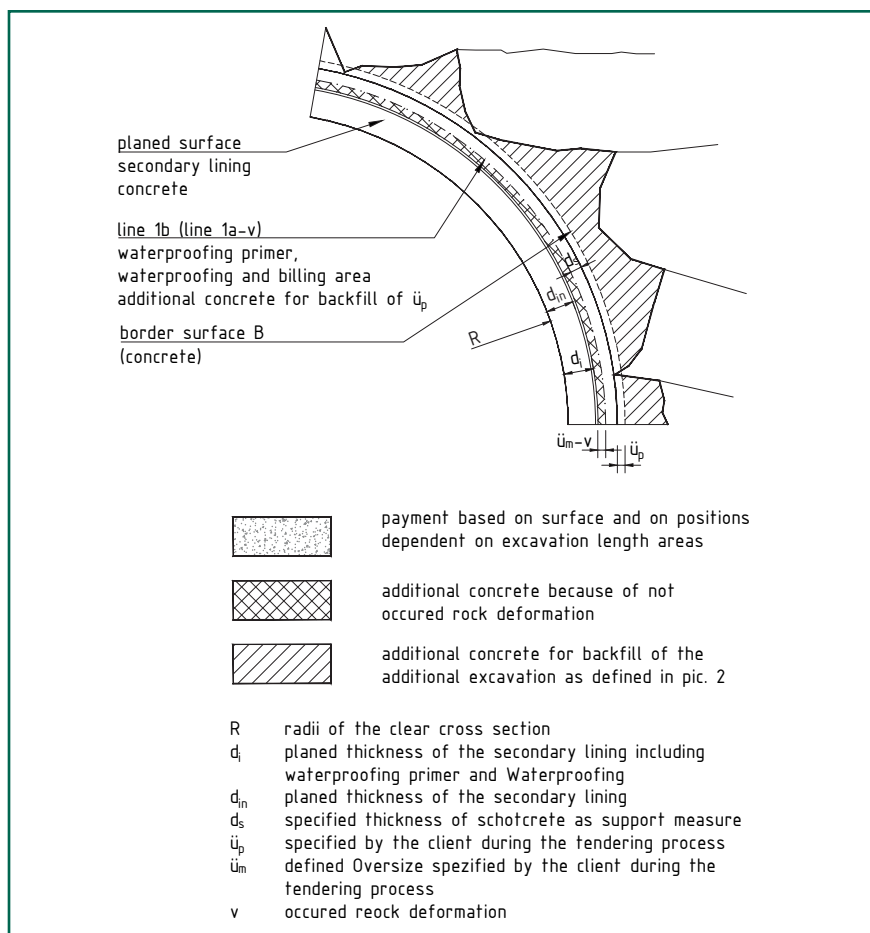 planed surface
secondary lining
concrete
line 1b (line 1a-v)
waterproofing primer,
waterproofing and billing area
additional concrete for backfill of üp
border surface B
(concrete)
ds
din
R
di
üm-v
üp
payment based on surface and on positions
dependent on excavation length areas
additional concrete because of not
occured rock deformation
additional concrete for backfill of the
additional excavation as defined in pic. 2
R radii of the clear cross section
di planed thickness of the secondary lining including
waterproofing primer and Waterproofing
din planed thickness of the secondary lining
ds specified thickness of schotcrete as support measure
üp specified by the client during the tendering process
üm defined Oversize spezified by the client during the
tendering process
v occured reock deformation